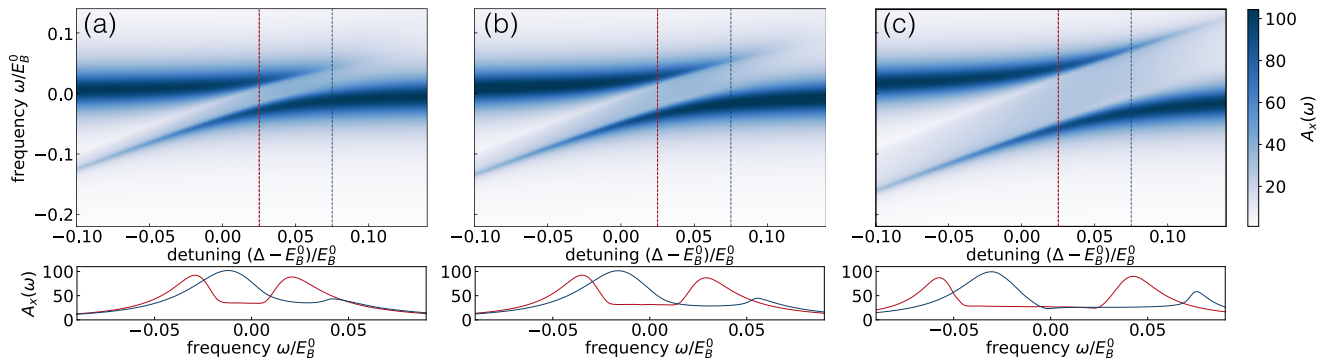 (a)
(b)
(c)
frequency ω/E_B^0
0.1
0.0
−0.1
−0.2
−0.10 −0.05 0.00 0.05 0.10
−0.10 −0.05 0.00 0.05 0.10
−0.10 −0.05 0.00 0.05 0.10
detuning (Δ − E_B^0)/E_B^0
detuning (Δ − E_B^0)/E_B^0
detuning (Δ − E_B^0)/E_B^0
100
80
60
40
20
A_x(ω)
A_x(ω)
100
50
0
−0.05 0.00 0.05
frequency ω/E_B^0
100
50
0
−0.05 0.00 0.05
frequency ω/E_B^0
100
50
0
−0.05 0.00 0.05
frequency ω/E_B^0